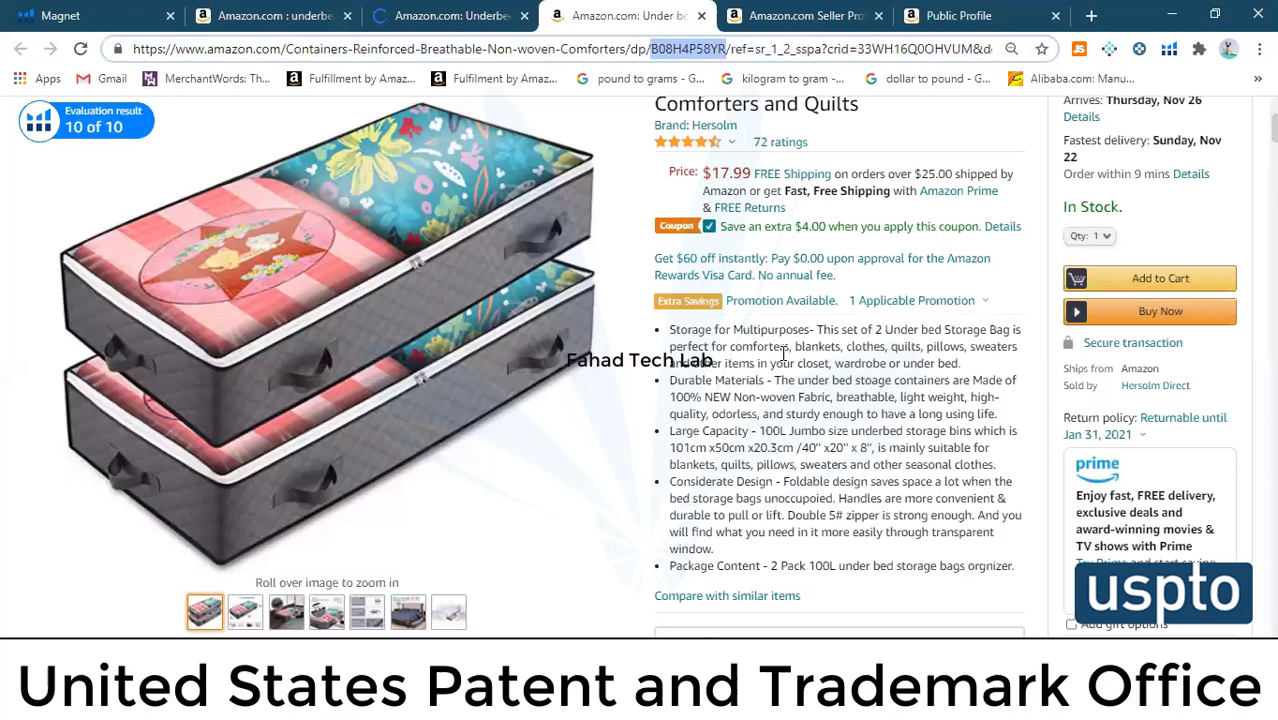 Magnet
Amazon.com : underbe
Amazon.com: Underbe
Amazon.com: Under be
Amazon.com Seller Pro
Public Profile
https://www.amazon.com/Containers-Reinforced-Breathable-Non-woven-Comforters/dp/B08H4P58YR/ref=sr_1_2_sspa?crid=33WH16Q0OHVUM&d
Apps
Gmail
MerchantWords: Th...
Fulfillment by Amaz...
Fulfilment by Amaz...
pound to grams - G...
kilogram to gram -...
dollar to pound - G...
Alibaba.com: Manu...
Evaluation result
10 of 10
Comforters and Quilts
Brand: Hersolm
72 ratings
Price: $17.99 FREE Shipping on orders over $25.00 shipped by
Amazon or get Fast, Free Shipping with Amazon Prime
& FREE Returns
Coupon Save an extra $4.00 when you apply this coupon. Details
Get $60 off instantly: Pay $0.00 upon approval for the Amazon
Rewards Visa Card. No annual fee.
Extra Savings Promotion Available. 1 Applicable Promotion
Storage for Multipurposes- This set of 2 Under bed Storage Bag is
perfect for comforters, blankets, clothes, quilts, pillows, sweaters
and other items in your closet, wardrobe or under bed.
Fahad Tech Lab
Durable Materials - The under bed stoage containers are Made of
100% NEW Non-woven Fabric, breathable, light weight, high-
quality, odorless, and sturdy enough to have a long using life.
Large Capacity - 100L Jumbo size underbed storage bins which is
101cm x50cm x20.3cm /40" x20" x 8", is mainly suitable for
blankets, quilts, pillows, sweaters and other seasonal clothes.
Considerate Design - Foldable design saves space a lot when the
bed storage bags unoccupoied. Handles are more convenient &
durable to pull or lift. Double 5# zipper is strong enough. And you
will find what you need in it more easily through transparent
window.
Package Content - 2 Pack 100L under bed storage bags orgnizer.
Compare with similar items
Roll over image to zoom in
Arrives: Thursday, Nov 26
Details
Fastest delivery: Sunday, Nov
22
Order within 9 mins Details
In Stock.
Qty: 1
Add to Cart
Buy Now
Secure transaction
Ships from Amazon
Sold by Hersolm Direct
Return policy: Returnable until
Jan 31, 2021
prime
Enjoy fast, FREE delivery,
exclusive deals and
award-winning movies &
TV shows with Prime
uspto
Add gift options
United States Patent and Trademark Office